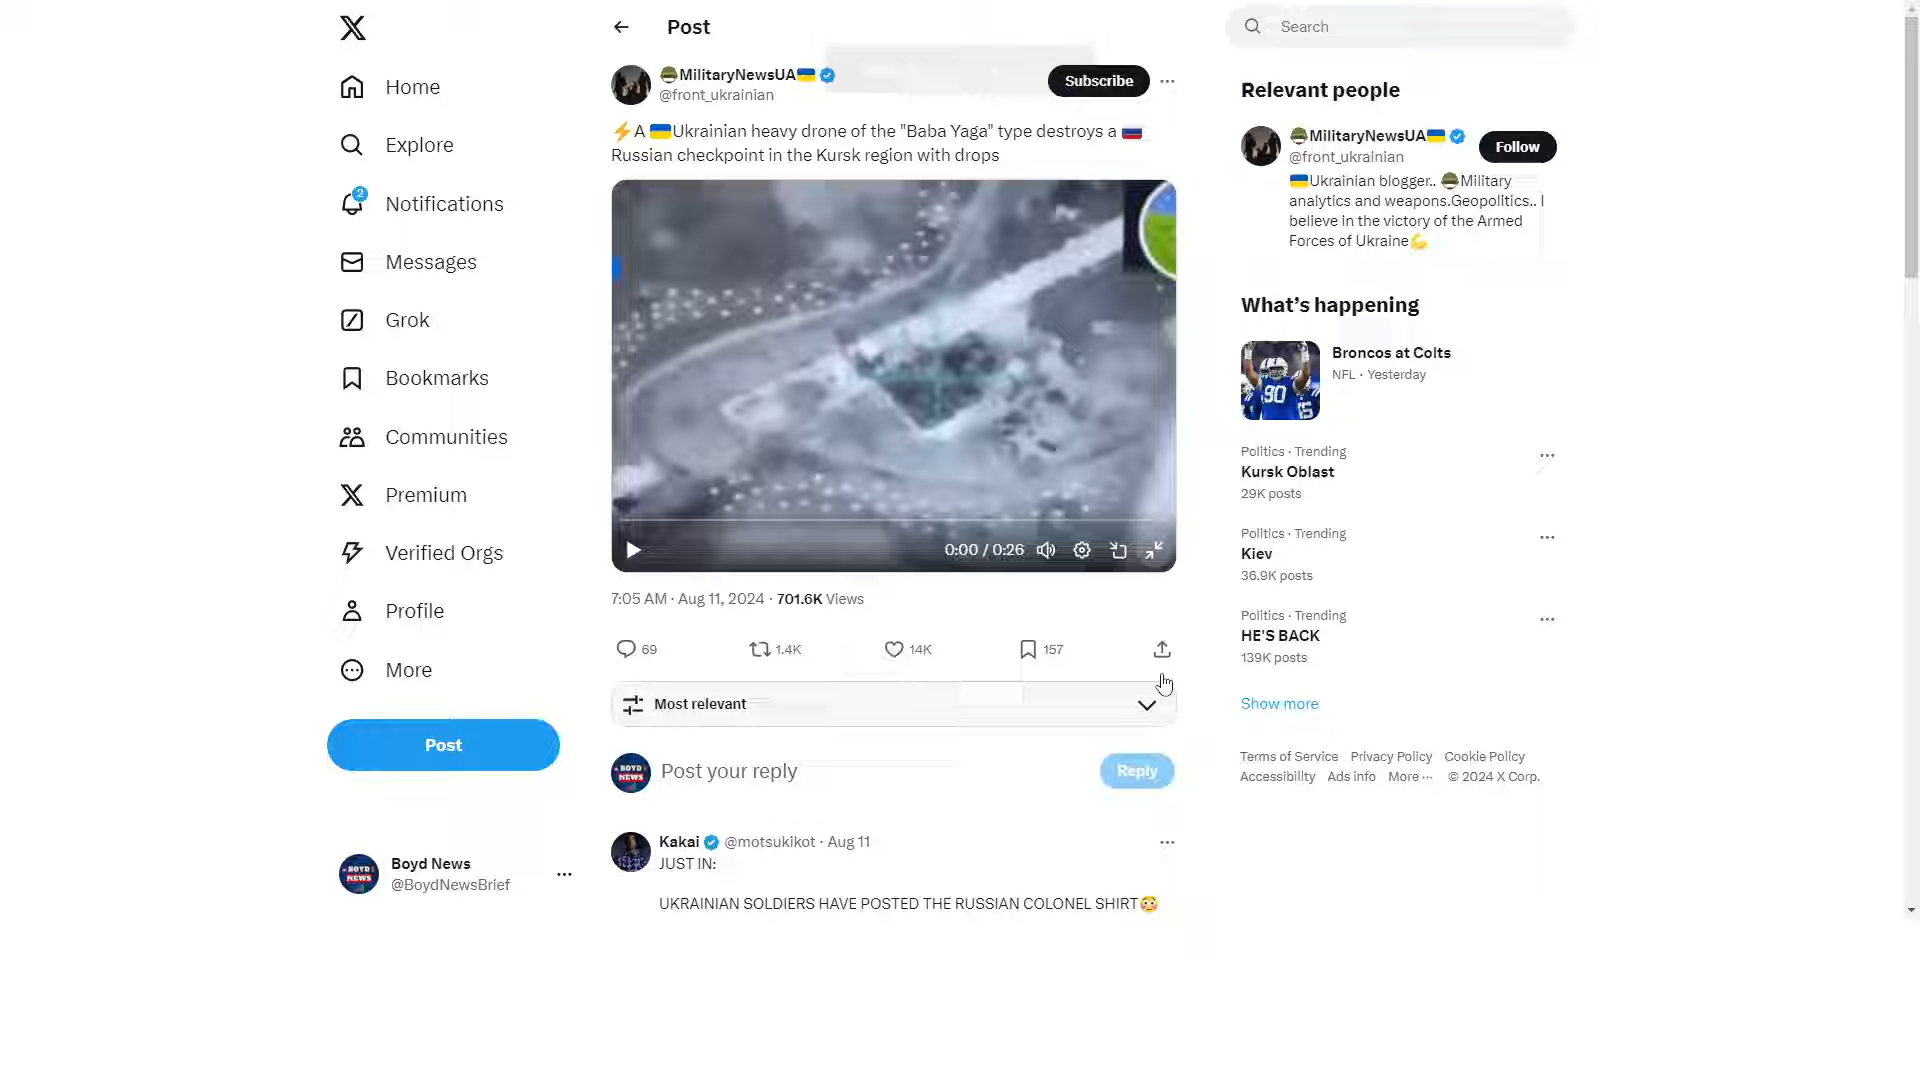 Home
Explore
2
Notifications
Messages
Grok
Bookmarks
Communities
Premium
Verified Orgs
Profile
More
Post
Boyd News
@BoydNewsBrief
Post
MilitaryNewsUA
@front_ukrainian
Subscribe
⚡A 🇺🇦Ukrainian heavy drone of the "Baba Yaga" type destroys a 🇷🇺
Russian checkpoint in the Kursk region with drops
0:00 / 0:26
7:05 AM · Aug 11, 2024 · 701.6K Views
69 1.4K 14K 157
Most relevant
BOYD
NEWS
Post your reply
Reply
Kakai @motsukikot · Aug 11
JUST IN:
UKRAINIAN SOLDIERS HAVE POSTED THE RUSSIAN COLONEL SHIRT😳
Search
Relevant people
MilitaryNewsUA
@front_ukrainian
Follow
🇺🇦Ukrainian blogger.. 🪖Military
analytics and weapons.Geopolitics.. I
believe in the victory of the Armed
Forces of Ukraine💪
What's happening
90
Broncos at Colts
NFL · Yesterday
Politics · Trending
Kursk Oblast
29K posts
Politics · Trending
Kiev
36.9K posts
Politics · Trending
HE'S BACK
139K posts
Show more
Terms of Service Privacy Policy Cookie Policy
Accessibility Ads info More ··· © 2024 X Corp.